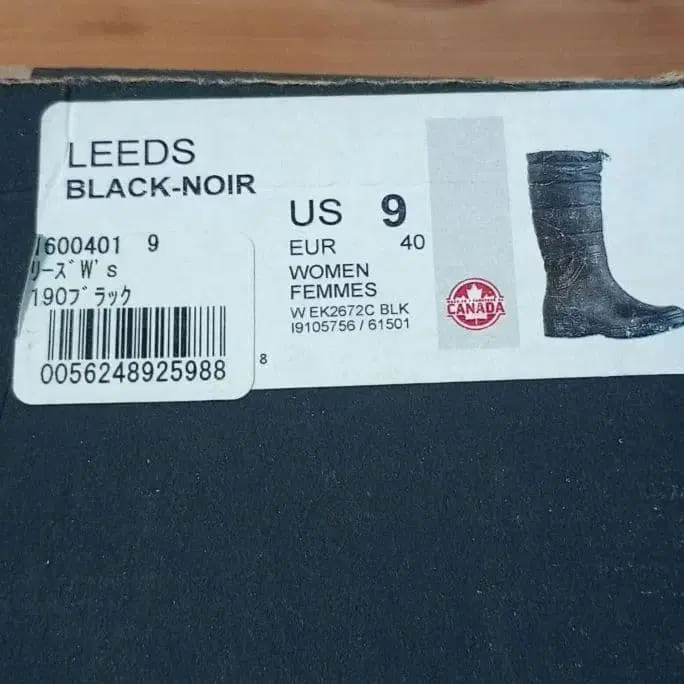 LEEDS
BLACK-NOIR
1600401 9
リーズ W's
190ブラック
0056248925988
8
US 9
EUR 40
WOMEN
FEMMES
W EK2672C BLK
I9105756 / 61501
CANADA